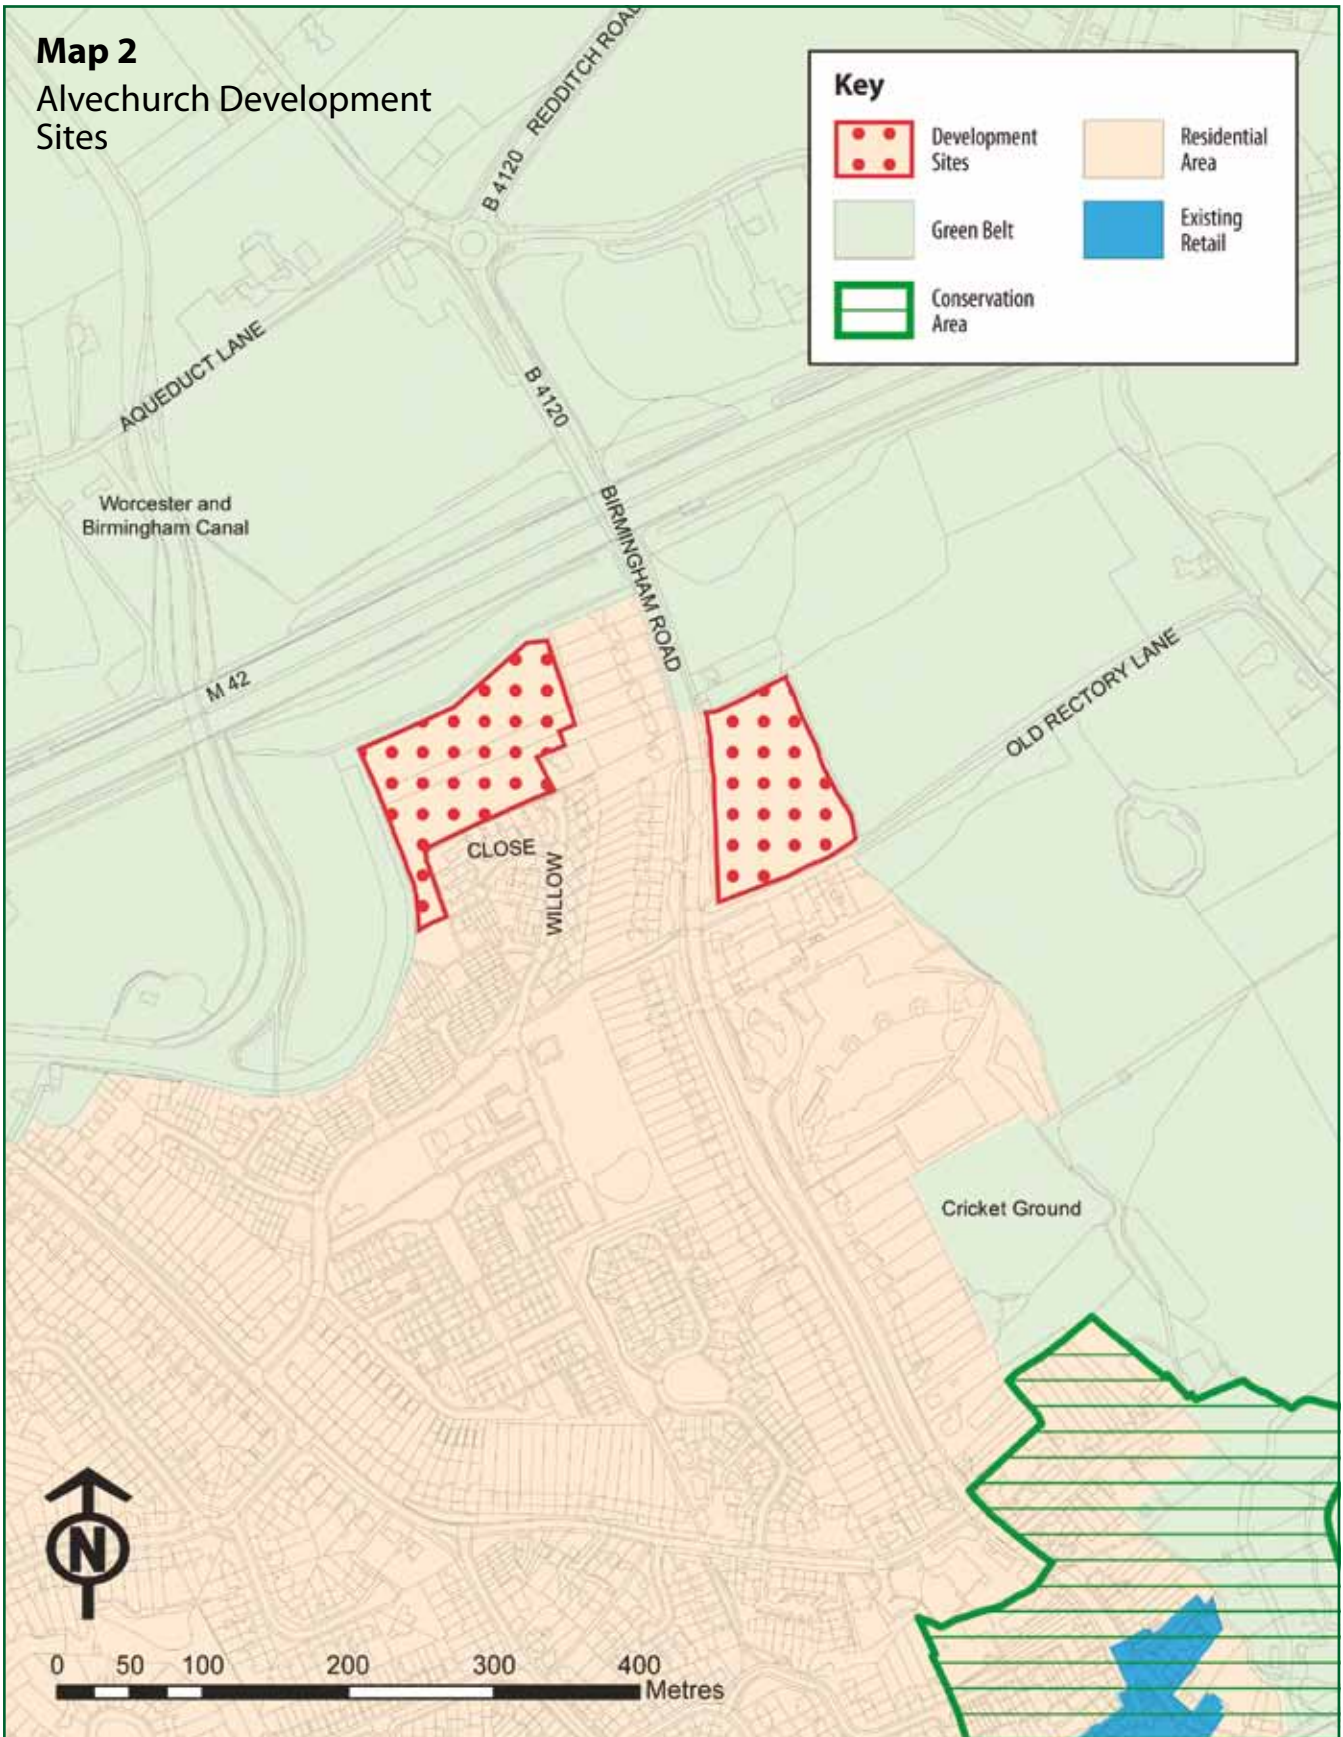 Map 2
Alvechurch Development
Sites
Key
Development
Sites
Residential
Area
Green Belt
Existing
Retail
Conservation
Area
B 4120 REDDITCH ROAD
AQUEDUCT LANE
B 4120
Worcester and
Birmingham Canal
BIRMINGHAM ROAD
M 42
OLD RECTORY LANE
CLOSE
WILLOW
Cricket Ground
N
0 50 100 200 300 400
Metres